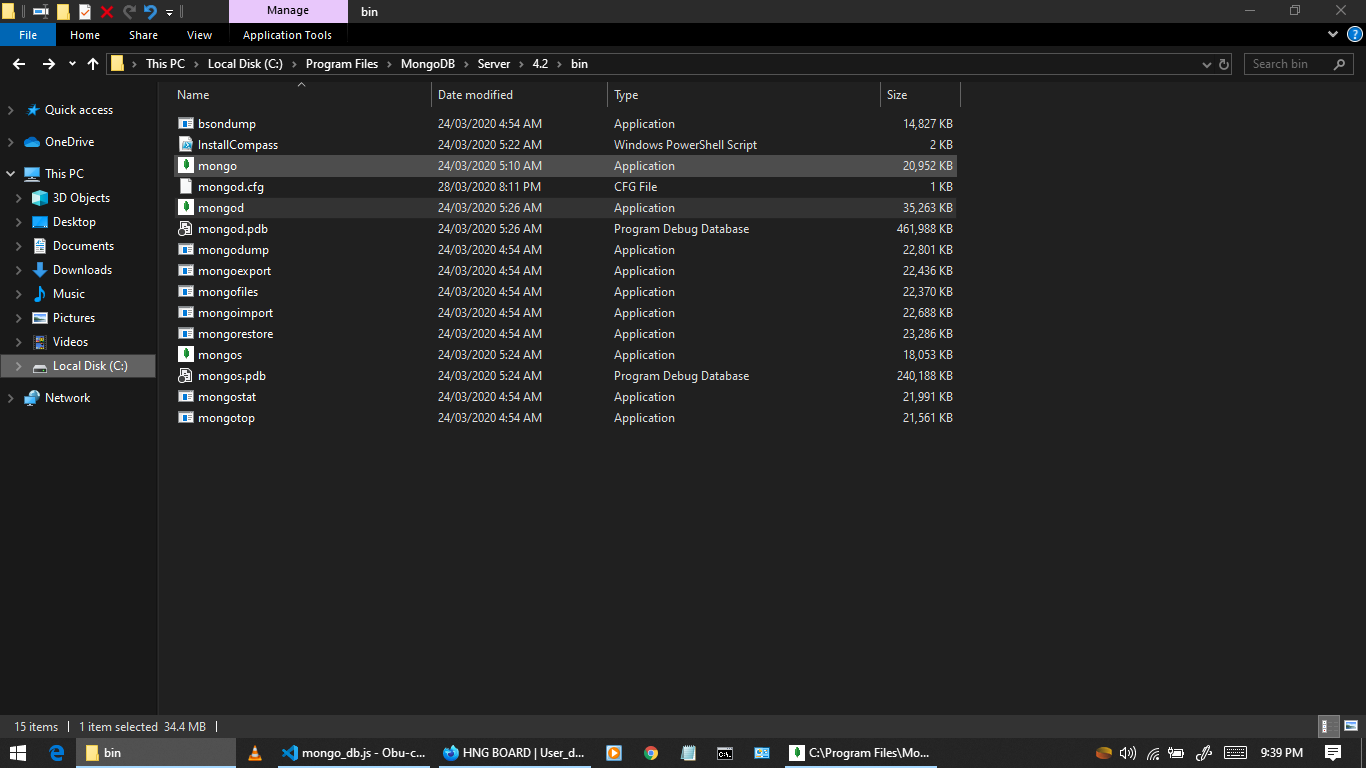 Manage bin
File Home Share View Application Tools
This PC Local Disk (C:) Program Files MongoDB Server 4.2 bin Search bin
Name Date modified Type Size
Quick access
OneDrive
This PC
3D Objects
Desktop
Documents
Downloads
Music
Pictures
Videos
Local Disk (C:)
Network
bsondump 24/03/2020 4:54 AM Application 14,827 KB
InstallCompass 24/03/2020 5:22 AM Windows PowerShell Script 2 KB
mongo 24/03/2020 5:10 AM Application 20,952 KB
mongod.cfg 28/03/2020 8:11 PM CFG File 1 KB
mongod 24/03/2020 5:26 AM Application 35,263 KB
mongod.pdb 24/03/2020 5:26 AM Program Debug Database 461,988 KB
mongodump 24/03/2020 4:54 AM Application 22,801 KB
mongoexport 24/03/2020 4:54 AM Application 22,436 KB
mongofiles 24/03/2020 4:54 AM Application 22,370 KB
mongoimport 24/03/2020 4:54 AM Application 22,688 KB
mongorestore 24/03/2020 4:54 AM Application 23,286 KB
mongos 24/03/2020 5:24 AM Application 18,053 KB
mongos.pdb 24/03/2020 5:24 AM Program Debug Database 240,188 KB
mongostat 24/03/2020 4:54 AM Application 21,991 KB
mongotop 24/03/2020 4:54 AM Application 21,561 KB
15 items 1 item selected 34.4 MB
bin mongo_db.js - Obu-c... HNG BOARD | User_d... C:\Program Files\Mo... 9:39 PM